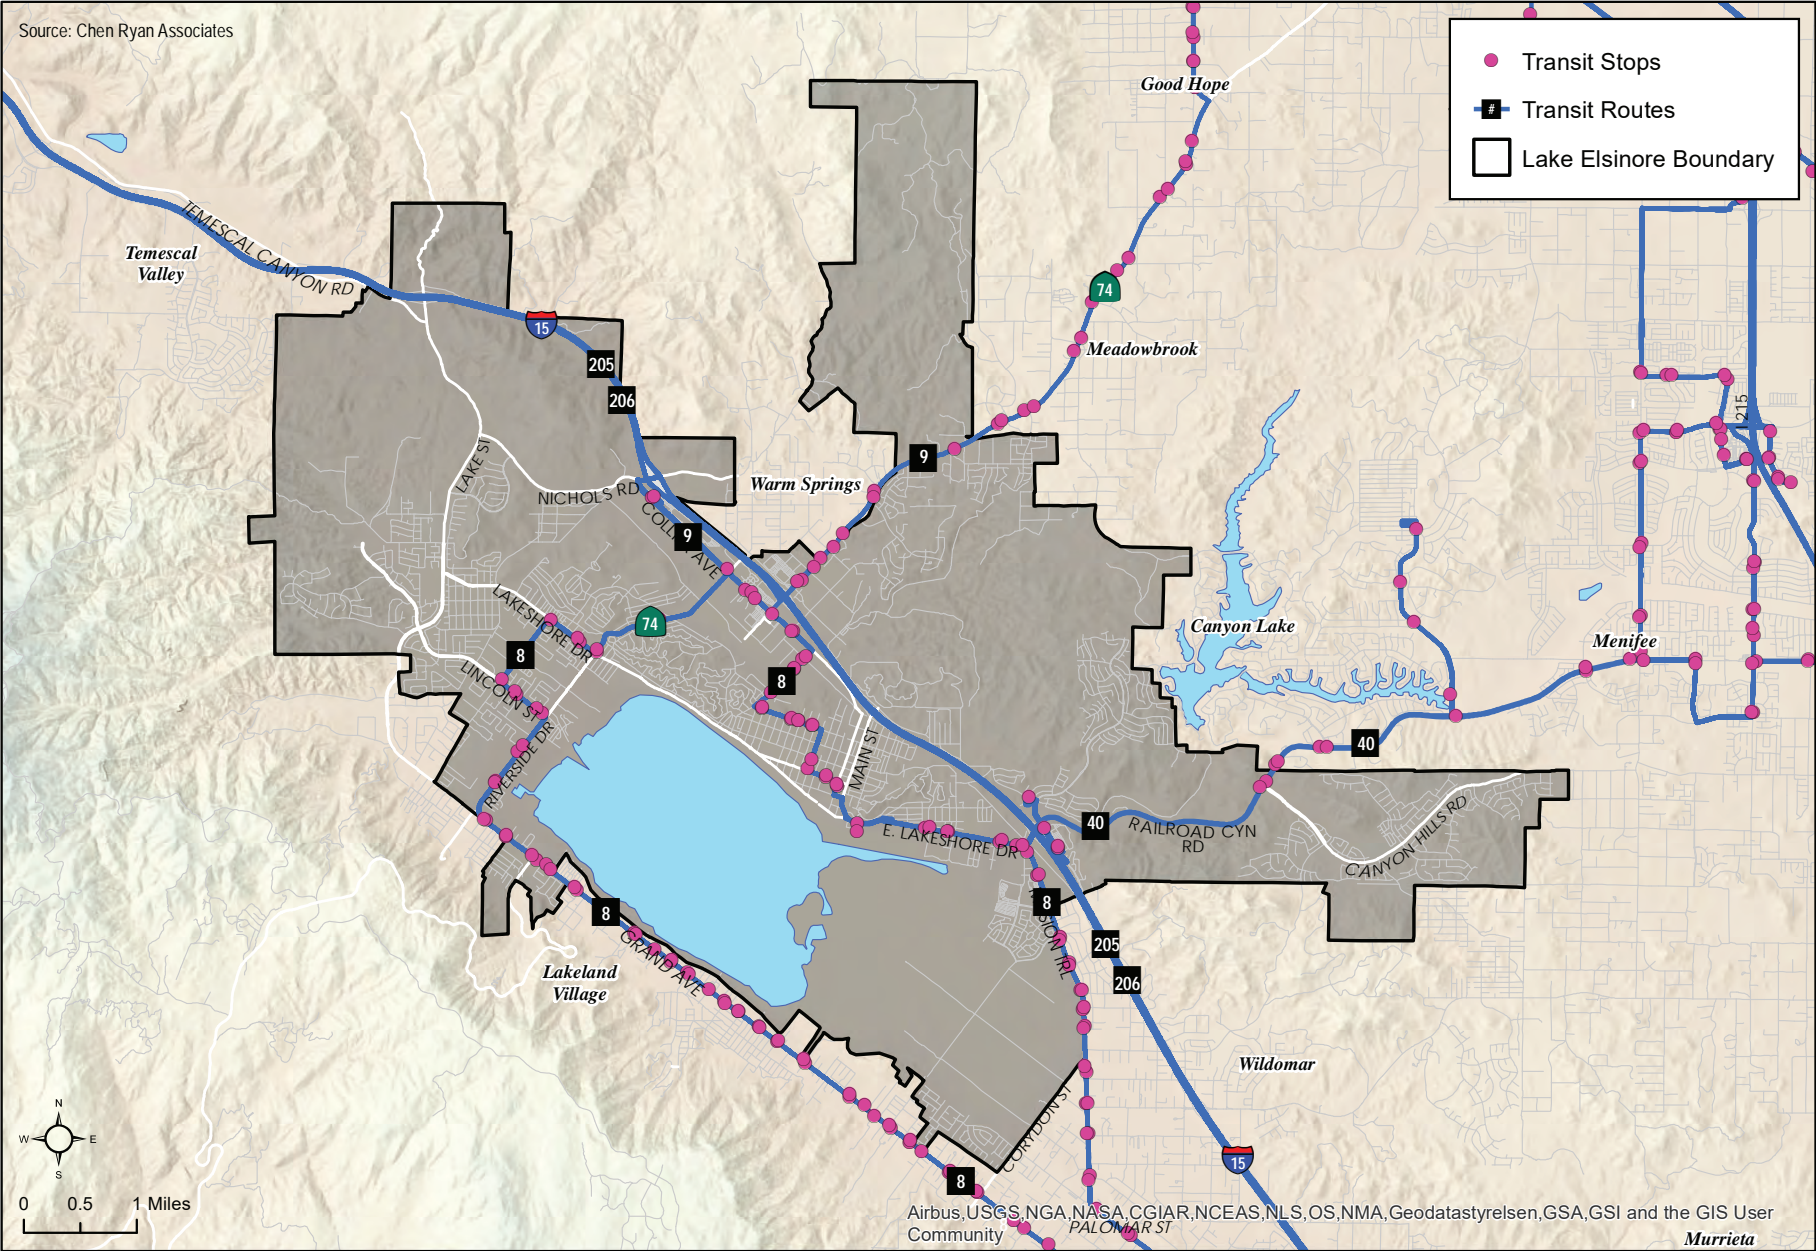 Source: Chen Ryan Associates
Transit Stops
#
Transit Routes
Lake Elsinore Boundary
Good Hope
TEMESCAL CANYON RD
Temescal
Valley
74
15
Meadowbrook
205
206
215
9
LAKE ST
Warm Springs
NICHOLS RD
9
LAKESHORE DR
74
Canyon Lake
Menifee
8
LINCOLN ST
8
RIVERSIDE DR
MAIN ST
40
40
RAILROAD CYN
RD
E. LAKESHORE DR
CANYON HILLS RD
8
8
GRAND AVE
205
206
Lakeland
Village
Wildomar
CORYDON ST
N
W
E
S
15
8
0 0.5 1 Miles
Airbus,USGS,NGA,NASA,CGIAR,NCEAS,NLS,OS,NMA,Geodatastyrelsen,GSA,GSI and the GIS User
Community
PALOMAR ST
Murrieta